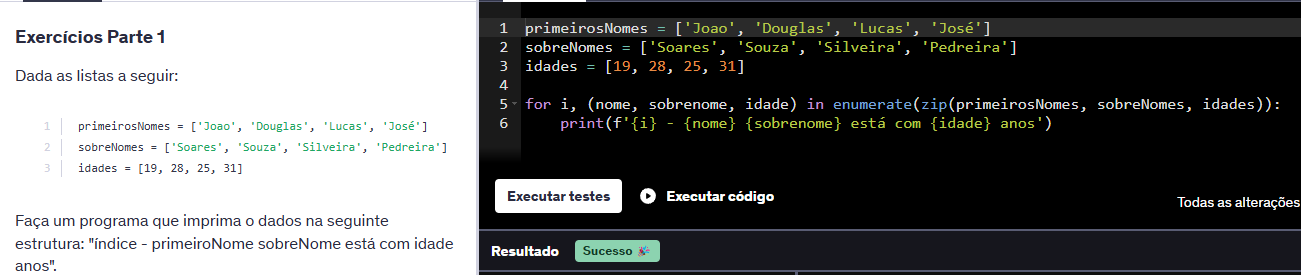 Exercícios Parte 1
Dada as listas a seguir:
1 primeirosNomes = ['Joao', 'Douglas', 'Lucas', 'José']
2 sobreNomes = ['Soares', 'Souza', 'Silveira', 'Pedreira']
3 idades = [19, 28, 25, 31]
Faça um programa que imprima o dados na seguinte
estrutura: "índice - primeiroNome sobreNome está com idade
anos".
1 primeirosNomes = ['Joao', 'Douglas', 'Lucas', 'José']
2 sobreNomes = ['Soares', 'Souza', 'Silveira', 'Pedreira']
3 idades = [19, 28, 25, 31]
4
5 for i, (nome, sobrenome, idade) in enumerate(zip(primeirosNomes, sobreNomes, idades)):
6     print(f'{i} - {nome} {sobrenome} está com {idade} anos')
Executar testes
Executar código
Todas as alterações
Resultado
Sucesso 🎉